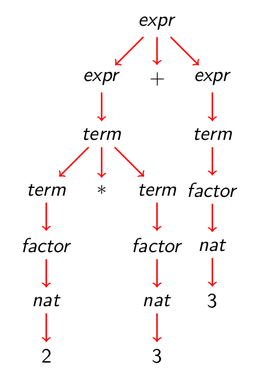 expr
expr + expr
term term
term * term factor
factor factor nat
nat nat 3
2 3